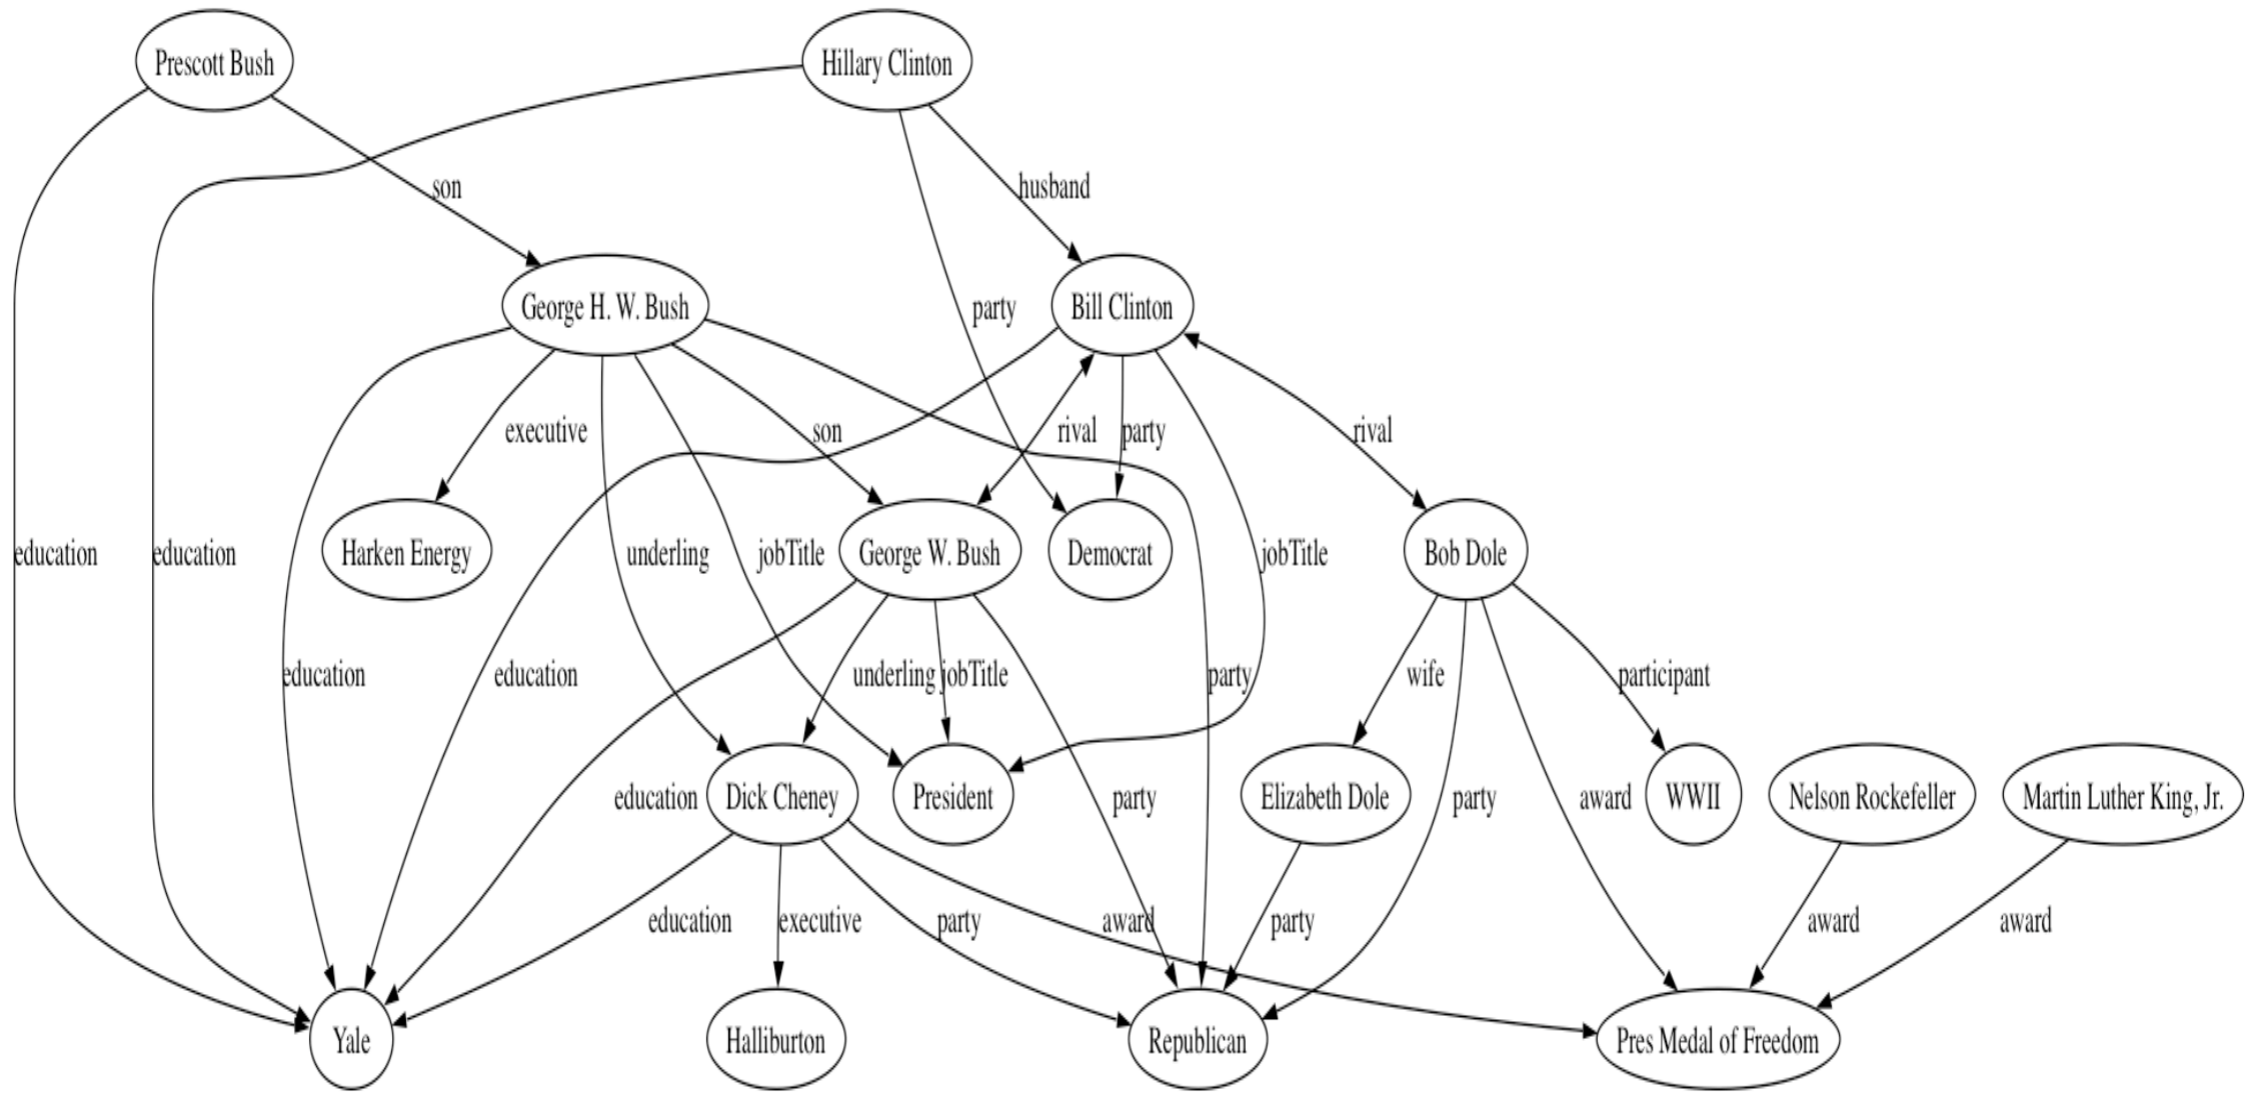 Prescott Bush
Hillary Clinton
son
husband
George H. W. Bush
party
Bill Clinton
executive
son
rival
party
rival
education
education
Harken Energy
underling
jobTitle
George W. Bush
Democrat
jobTitle
Bob Dole
education
education
underling
jobTitle
party
wife
participant
education
Dick Cheney
President
party
Elizabeth Dole
party
award
WWII
Nelson Rockefeller
Martin Luther King, Jr.
education
executive
party
award
party
award
award
Yale
Halliburton
Republican
Pres Medal of Freedom